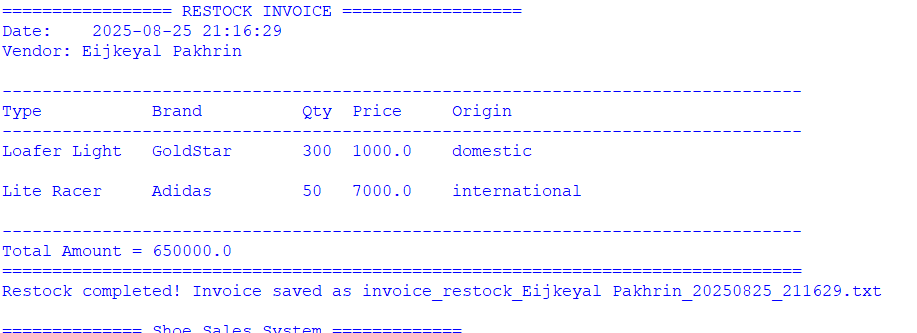 ================= RESTOCK INVOICE ==================
Date:    2025-08-25 21:16:29
Vendor: Eijkeyal Pakhrin
--------------------------------------------------------------------------------
Type           Brand          Qty  Price     Origin
--------------------------------------------------------------------------------
Loafer Light   GoldStar       300  1000.0    domestic
Lite Racer     Adidas         50   7000.0    international
--------------------------------------------------------------------------------
Total Amount = 650000.0
================================================================================
Restock completed! Invoice saved as invoice_restock_Eijkeyal Pakhrin_20250825_211629.txt
============== Shoe Sales System =============